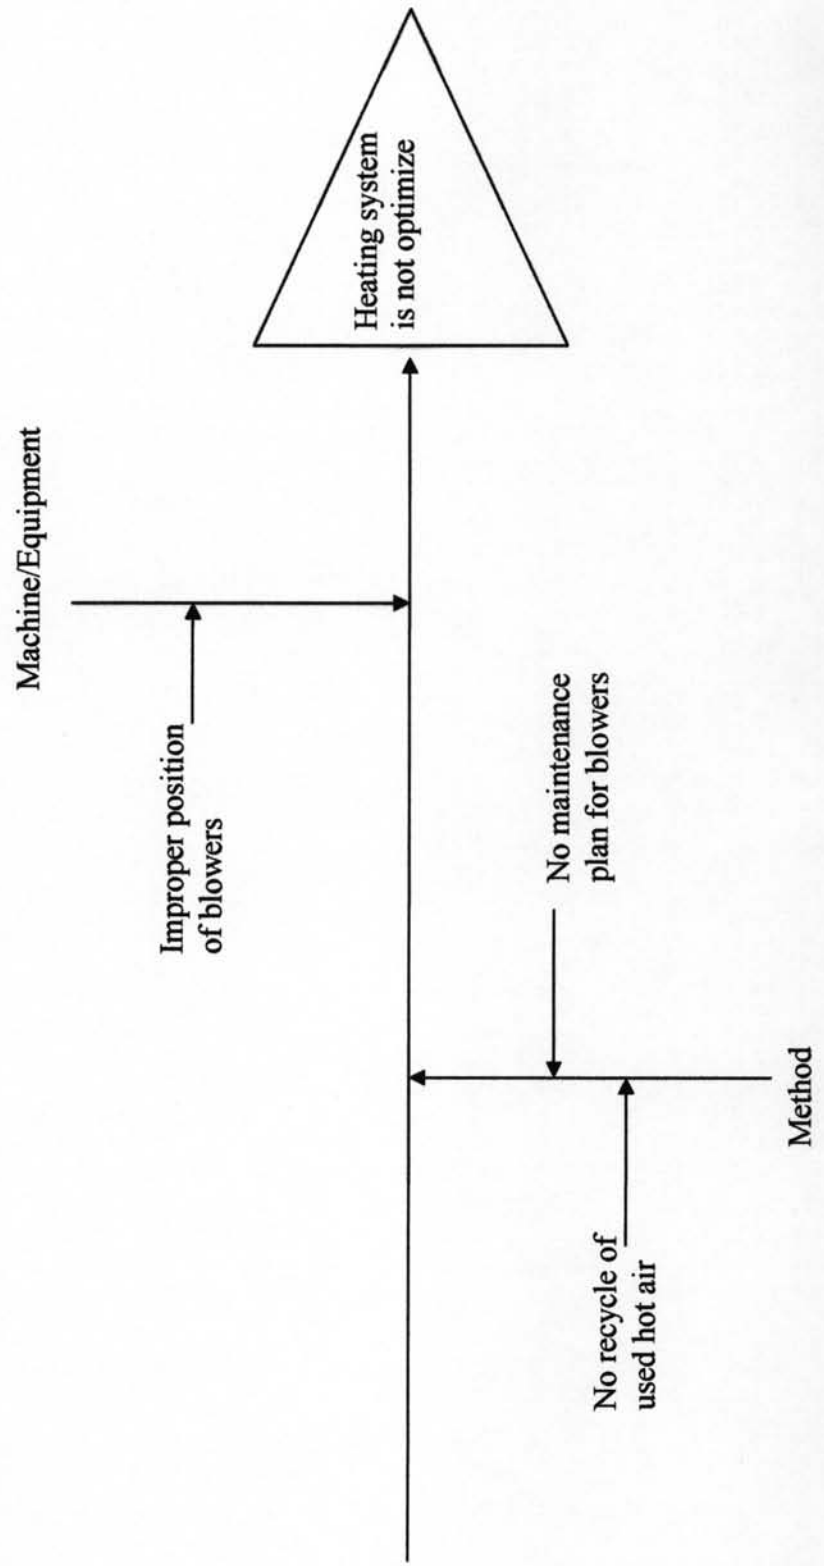 Machine/Equipment
Improper position
of blowers
Heating system
is not optimize
No maintenance
plan for blowers
No recycle of
used hot air
Method